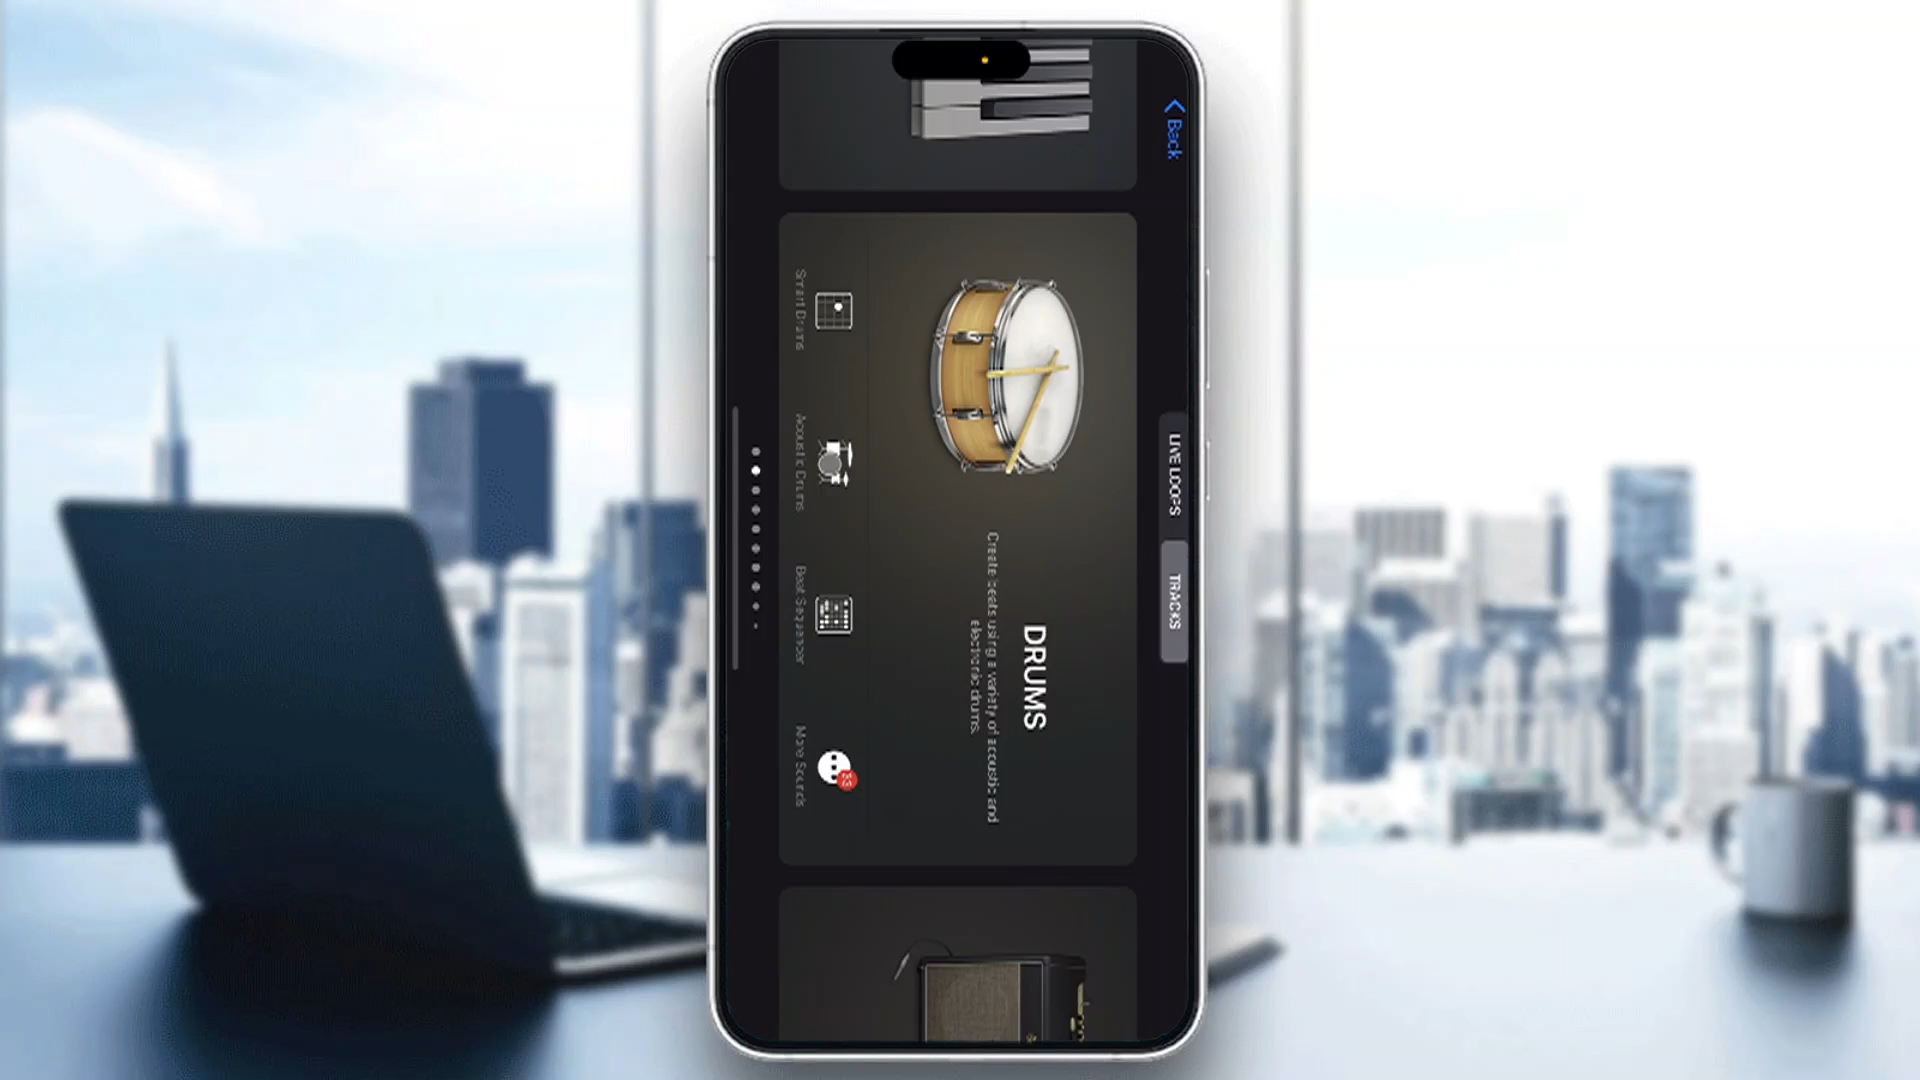 Back
LIVE LOOPS
TRACKS
DRUMS
Create beats using a variety of acoustic and
electronic drums.
Smart Drums
Acoustic Drums
Beat Sequencer
More Sounds